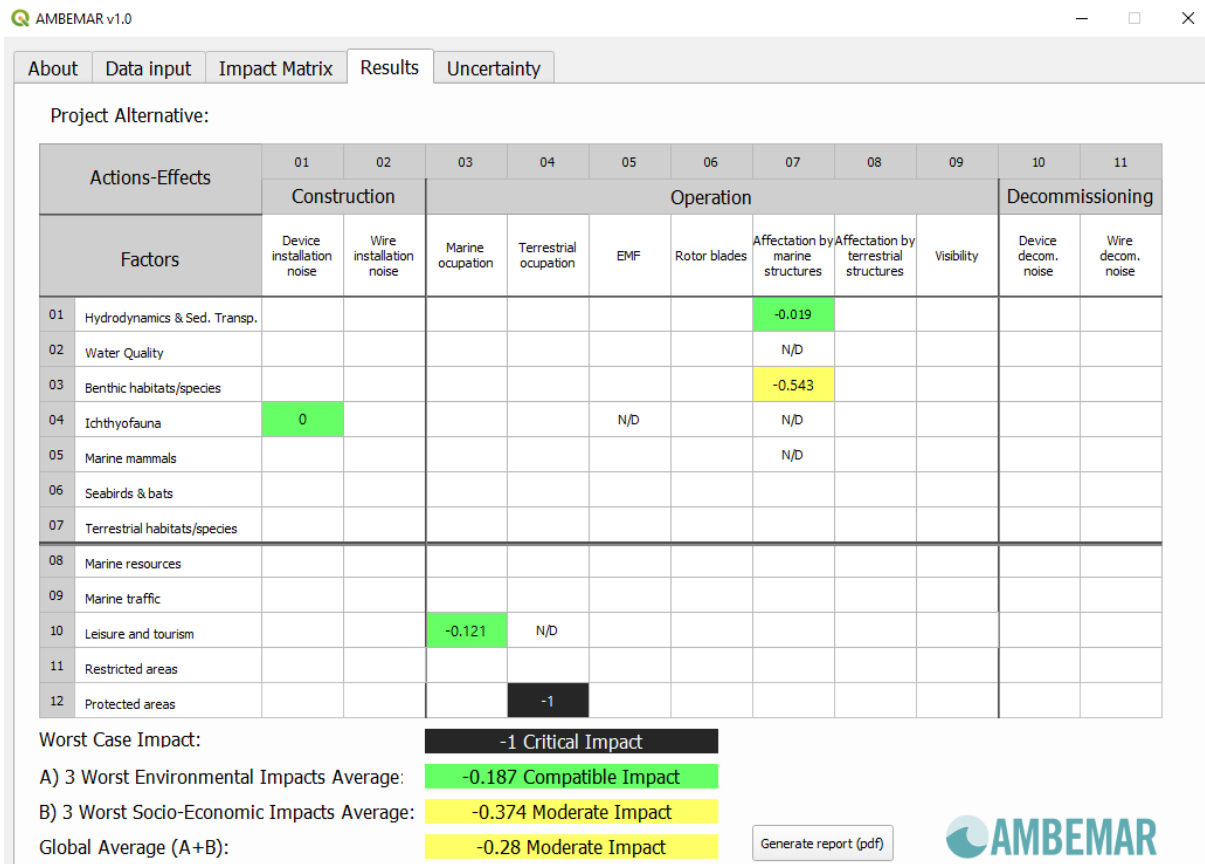 AMBEMAR v1.0
About Data input Impact Matrix Results Uncertainty
Project Alternative:
Actions-Effects 01 02 03 04 05 06 07 08 09 10 11
Construction Operation Decommissioning
Factors Device installation noise Wire installation noise Marine ocupation Terrestrial ocupation EMF Rotor blades Affectation by marine structures Affectation by terrestrial structures Visibility Device decom. noise Wire decom. noise
01 Hydrodynamics & Sed. Transp. -0.019
02 Water Quality N/D
03 Benthic habitats/species -0.543
04 Ichthyofauna 0 N/D N/D
05 Marine mammals N/D
06 Seabirds & bats
07 Terrestrial habitats/species
08 Marine resources
09 Marine traffic
10 Leisure and tourism -0.121 N/D
11 Restricted areas
12 Protected areas -1
Worst Case Impact: -1 Critical Impact
A) 3 Worst Environmental Impacts Average: -0.187 Compatible Impact
B) 3 Worst Socio-Economic Impacts Average: -0.374 Moderate Impact
Global Average (A+B): -0.28 Moderate Impact
Generate report (pdf)
AMBEMAR